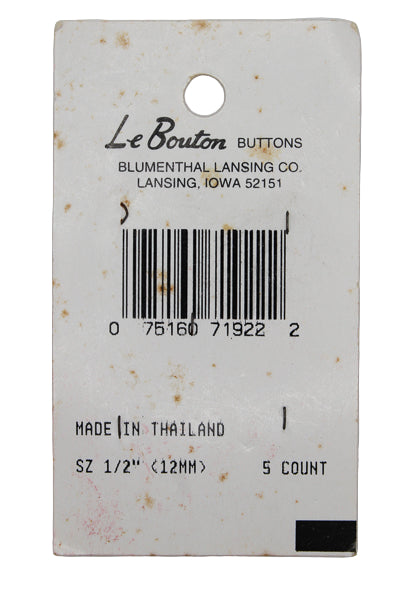 Le Bouton BUTTONS
BLUMENTHAL LANSING CO.
LANSING, IOWA 52151
0 75160 71922 2
MADE IN THAILAND
SZ 1/2" (12MM) 5 COUNT